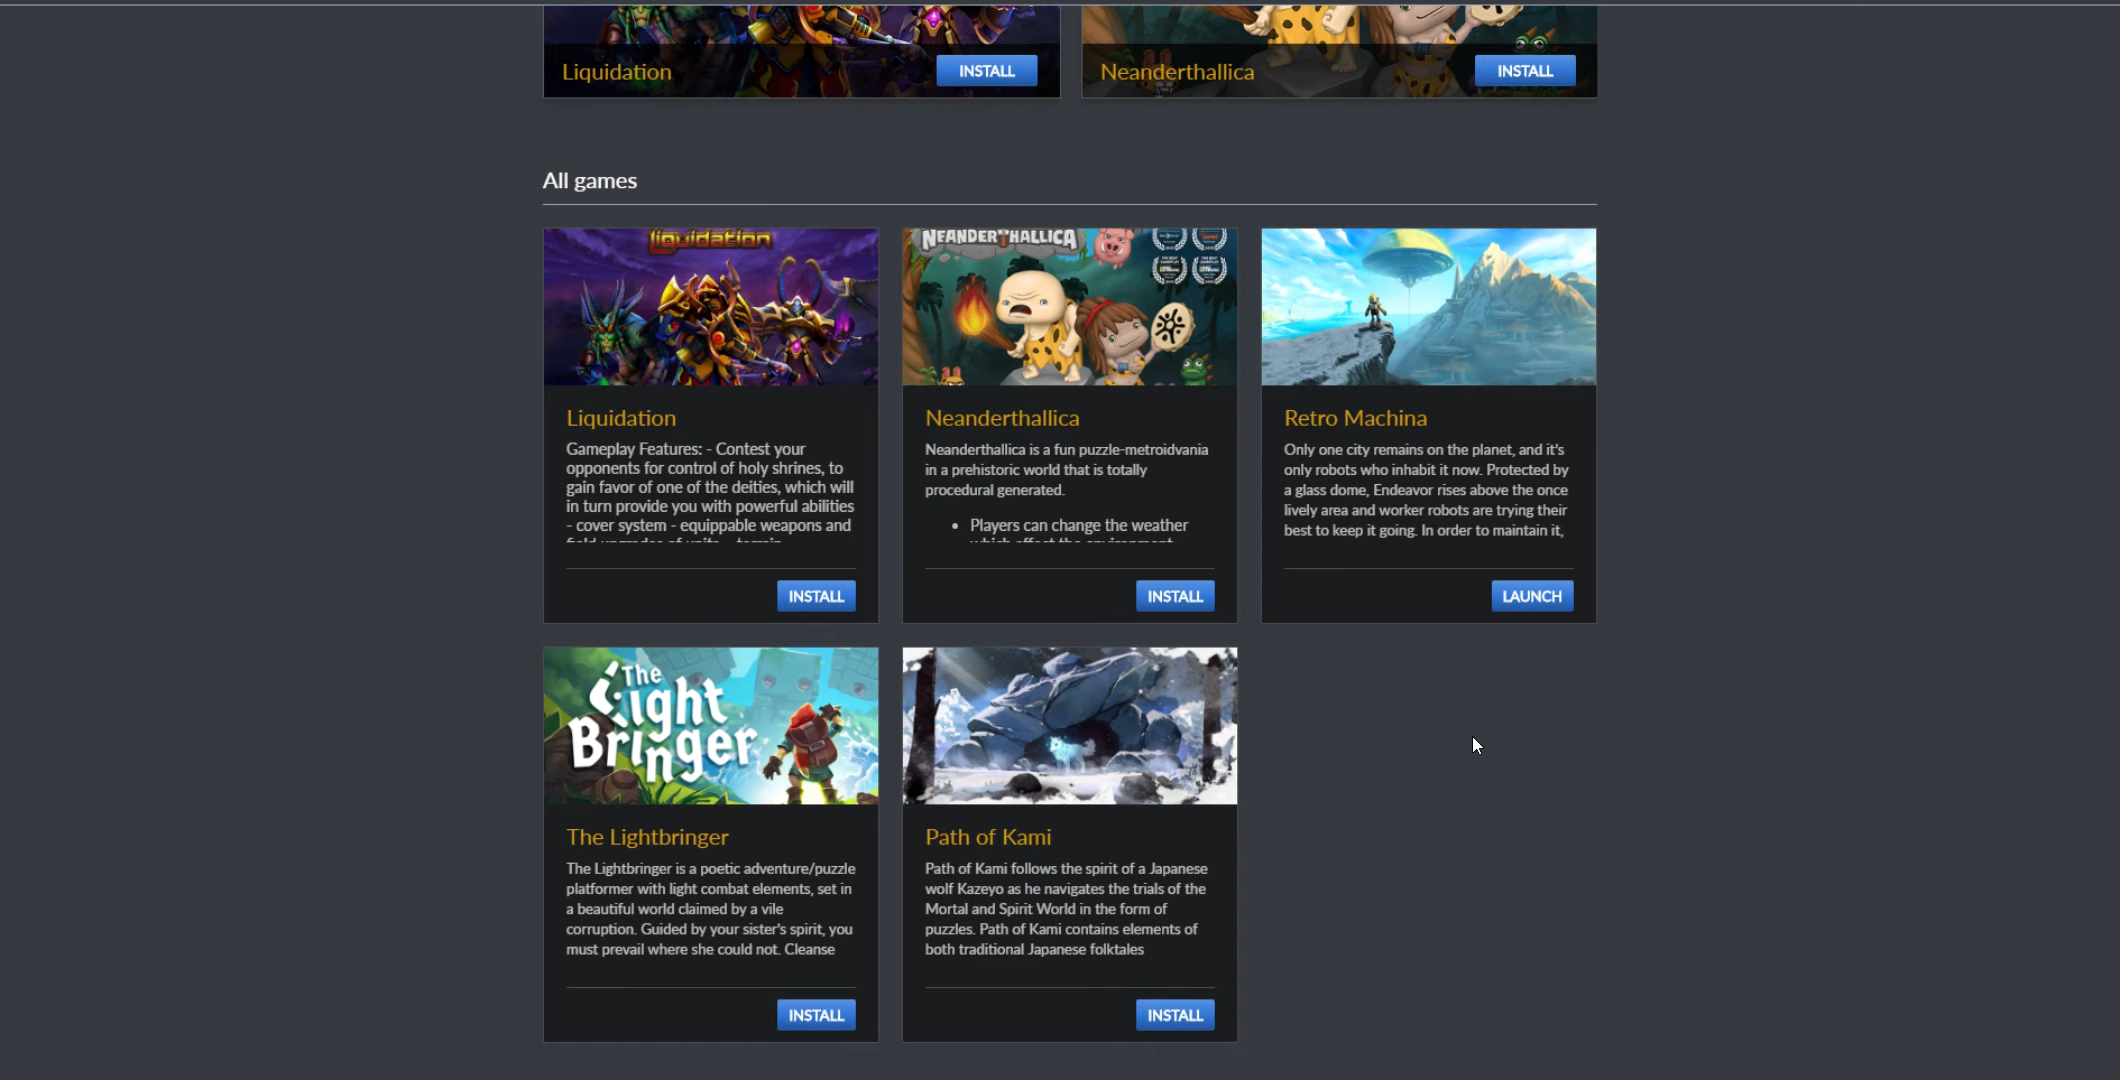 Liquidation
INSTALL
Neanderthallica
INSTALL
All games
Liquidation
NEANDERTHALLICA
Liquidation
Gameplay Features: - Contest your
opponents for control of holy shrines, to
gain favor of one of the deities, which will
in turn provide you with powerful abilities
- cover system - equippable weapons and
INSTALL
Neanderthallica
Neanderthallica is a fun puzzle-metroidvania
in a prehistoric world that is totally
procedural generated.
• Players can change the weather
which affect the environment
INSTALL
Retro Machina
Only one city remains on the planet, and it's
only robots who inhabit it now. Protected by
a glass dome, Endeavor rises above the once
lively area and worker robots are trying their
best to keep it going. In order to maintain it,
LAUNCH
The
Light
Bringer
The Lightbringer
The Lightbringer is a poetic adventure/puzzle
platformer with light combat elements, set in
a beautiful world claimed by a vile
corruption. Guided by your sister's spirit, you
must prevail where she could not. Cleanse
INSTALL
Path of Kami
Path of Kami follows the spirit of a Japanese
wolf Kazeyo as he navigates the trials of the
Mortal and Spirit World in the form of
puzzles. Path of Kami contains elements of
both traditional Japanese folktales
INSTALL